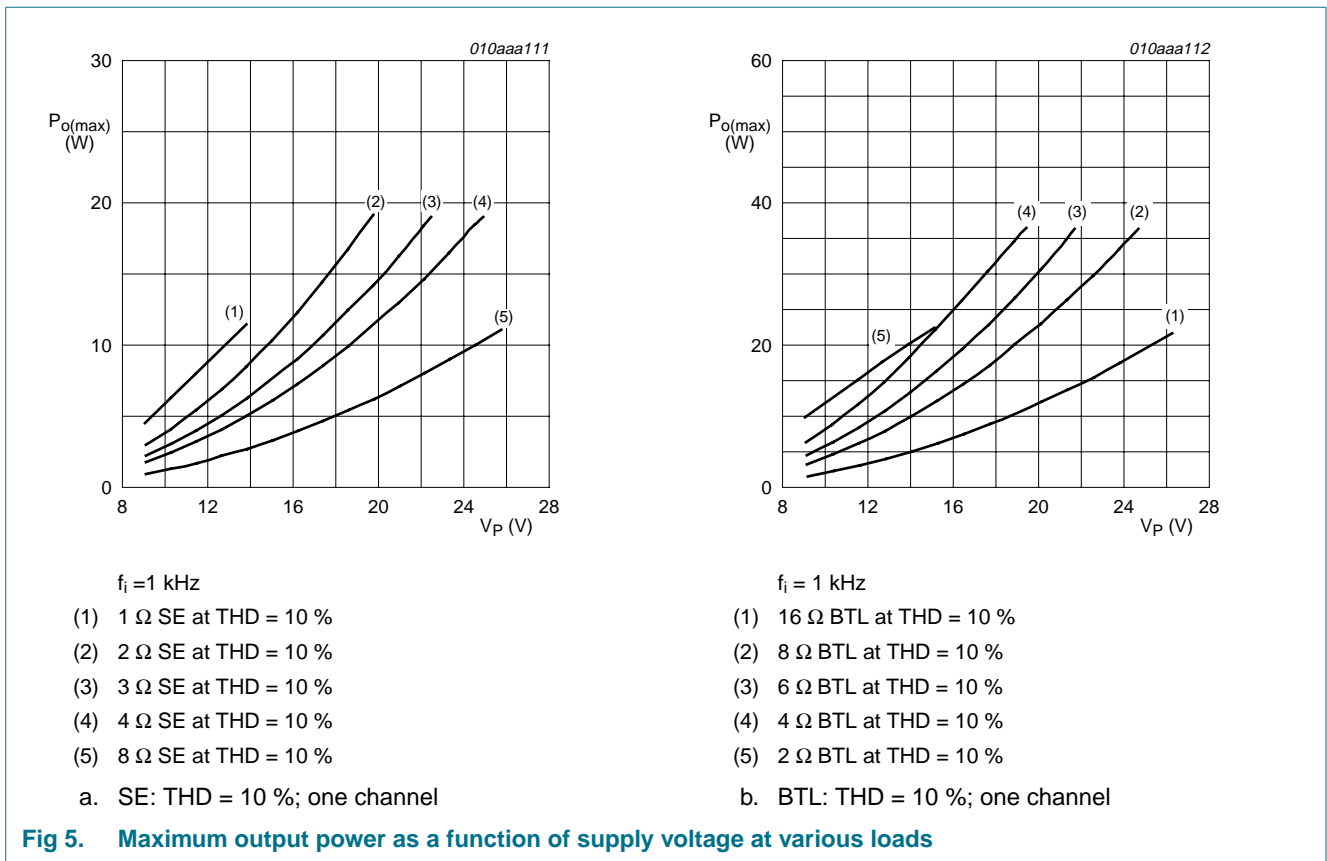 010aaa111
30
P_o(max)
(W)
20
10
0
(1)
(2)
(3)
(4)
(5)
8
12
16
20
24
28
V_P (V)
f_i =1 kHz
(1) 1 Ω SE at THD = 10 %
(2) 2 Ω SE at THD = 10 %
(3) 3 Ω SE at THD = 10 %
(4) 4 Ω SE at THD = 10 %
(5) 8 Ω SE at THD = 10 %
a. SE: THD = 10 %; one channel
010aaa112
60
P_o(max)
(W)
40
20
0
(4)
(3)
(2)
(5)
(1)
8
12
16
20
24
28
V_P (V)
f_i = 1 kHz
(1) 16 Ω BTL at THD = 10 %
(2) 8 Ω BTL at THD = 10 %
(3) 6 Ω BTL at THD = 10 %
(4) 4 Ω BTL at THD = 10 %
(5) 2 Ω BTL at THD = 10 %
b. BTL: THD = 10 %; one channel
Fig 5. Maximum output power as a function of supply voltage at various loads